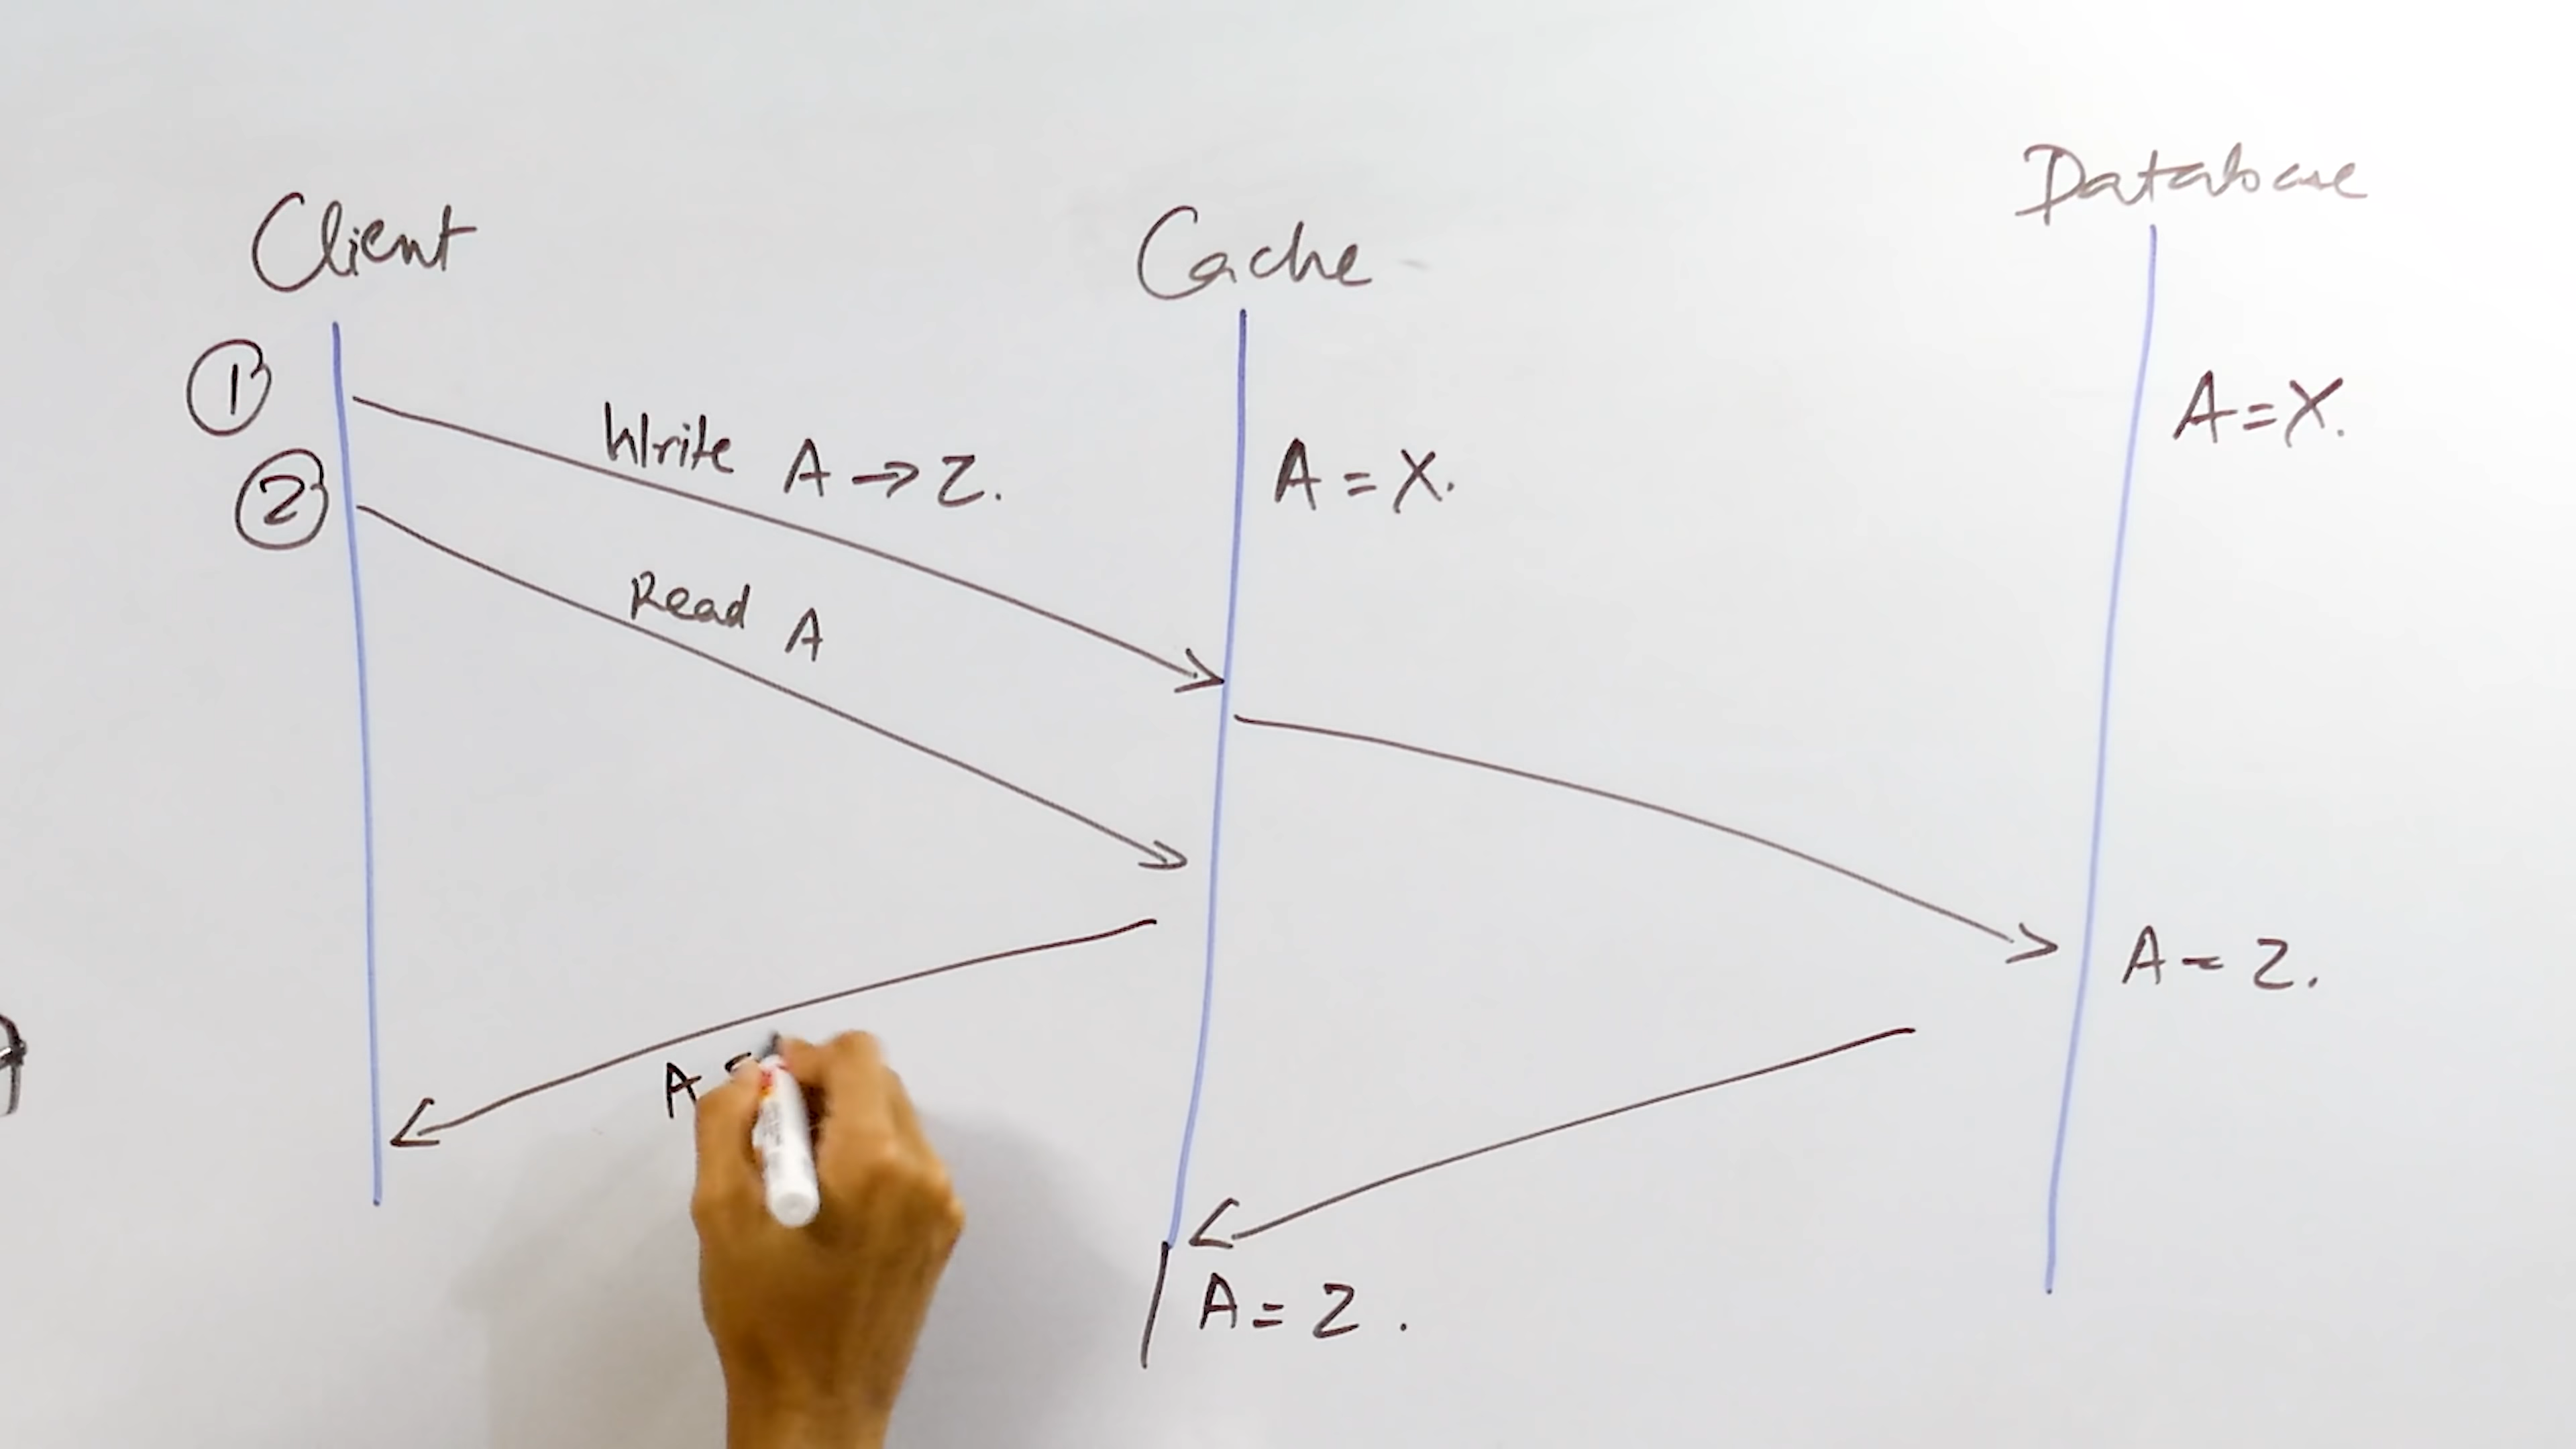 Client
Cache
Database
1
2
Write A → Z.
A = X.
A = X.
Read A
A = Z.
A =
A = Z.